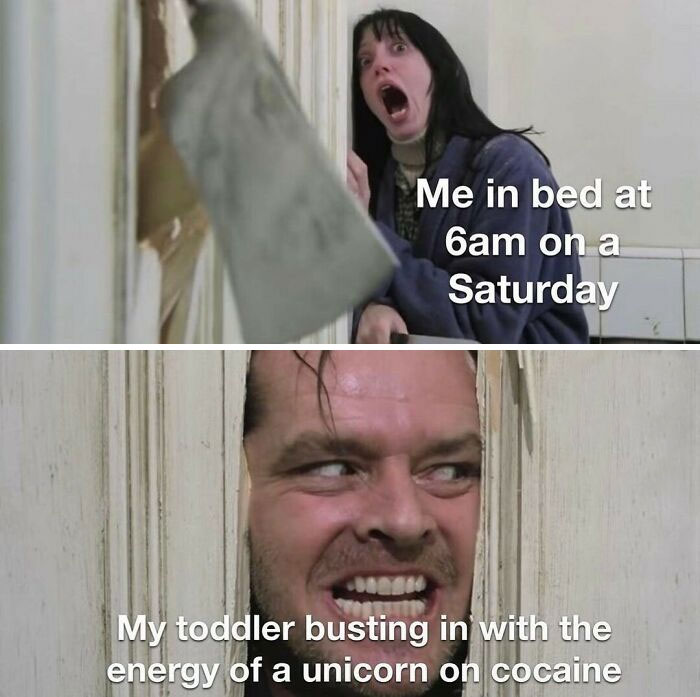 Me in bed at
6am on a
Saturday
My toddler busting in with the
energy of a unicorn on cocaine